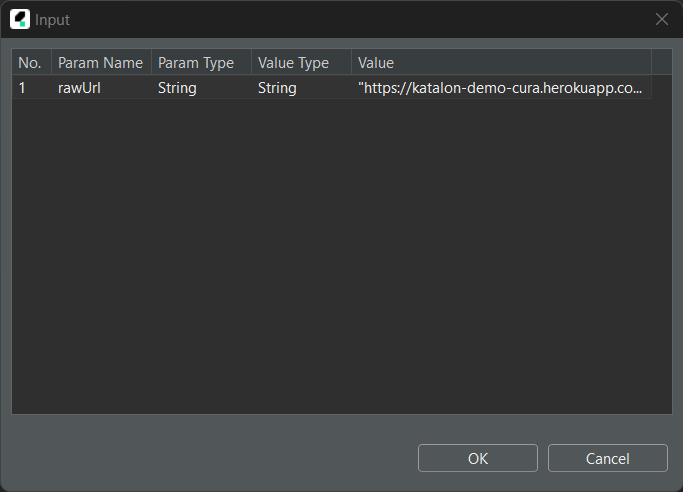 Input
No. Param Name Param Type Value Type Value
1 rawUrl String String "https://katalon-demo-cura.herokuapp.co...
OK Cancel